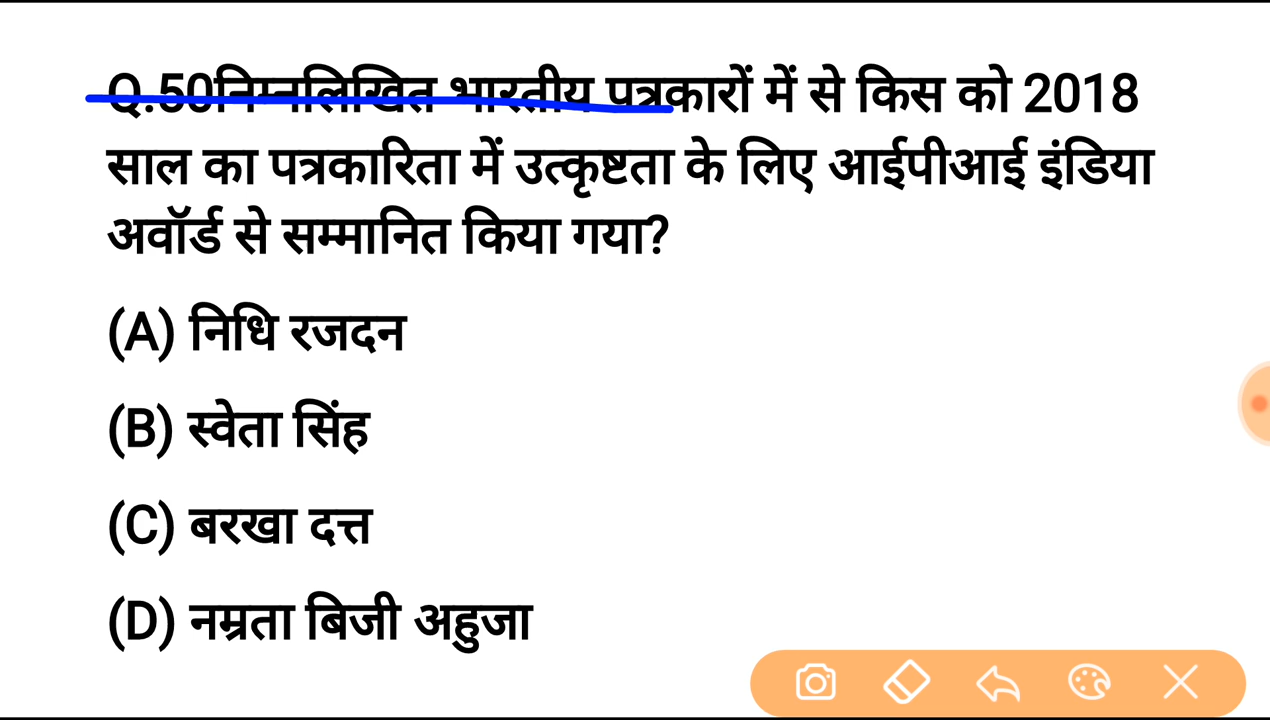 Q.50निम्नलिखित भारतीय पत्रकारों में से किस को 2018
साल का पत्रकारिता में उत्कृष्टता के लिए आईपीआई इंडिया
अवॉर्ड से सम्मानित किया गया?
(A) निधि रजदन
(B) स्वेता सिंह
(C) बरखा दत्त
(D) नम्रता बिजी अहुजा